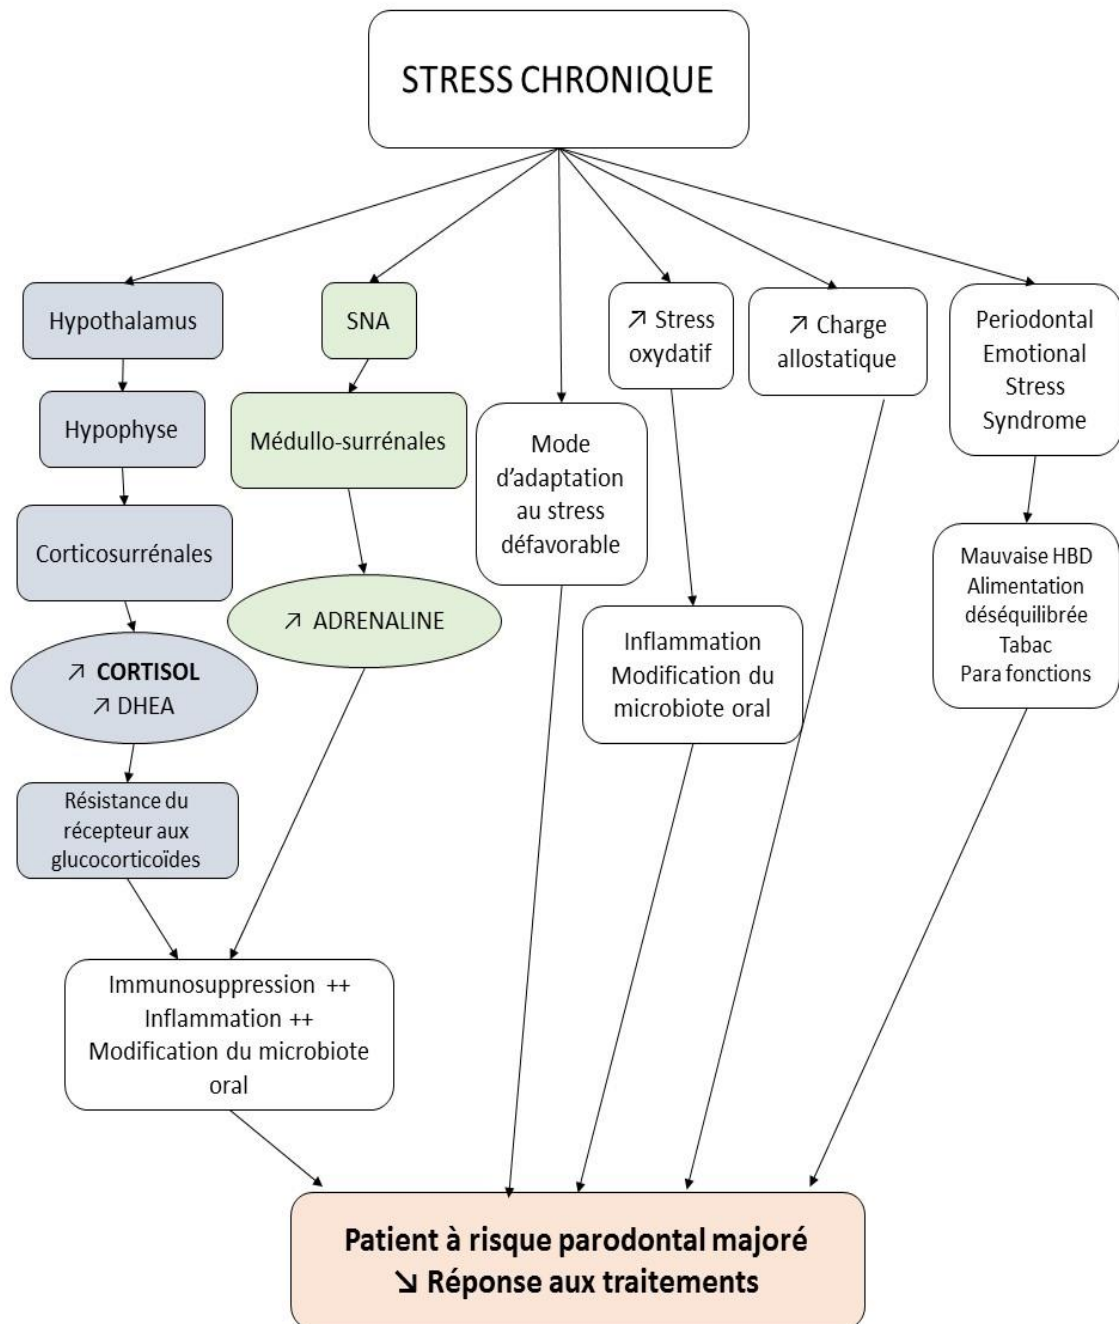 STRESS CHRONIQUE
Hypothalamus
Hypophyse
Corticosurrénales
↗ CORTISOL
↗ DHEA
Résistance du
récepteur aux
glucocorticoïdes
SNA
Médullo-surrénales
↗ ADRENALINE
Immunosuppression ++
Inflammation ++
Modification du microbiote
oral
Mode
d’adaptation
au stress
défavorable
↗ Stress
oxydatif
Inflammation
Modification du
microbiote oral
↗ Charge
allostatique
Periodontal
Emotional
Stress
Syndrome
Mauvaise HBD
Alimentation
déséquilibrée
Tabac
Para fonctions
Patient à risque parodontal majoré
↘ Réponse aux traitements